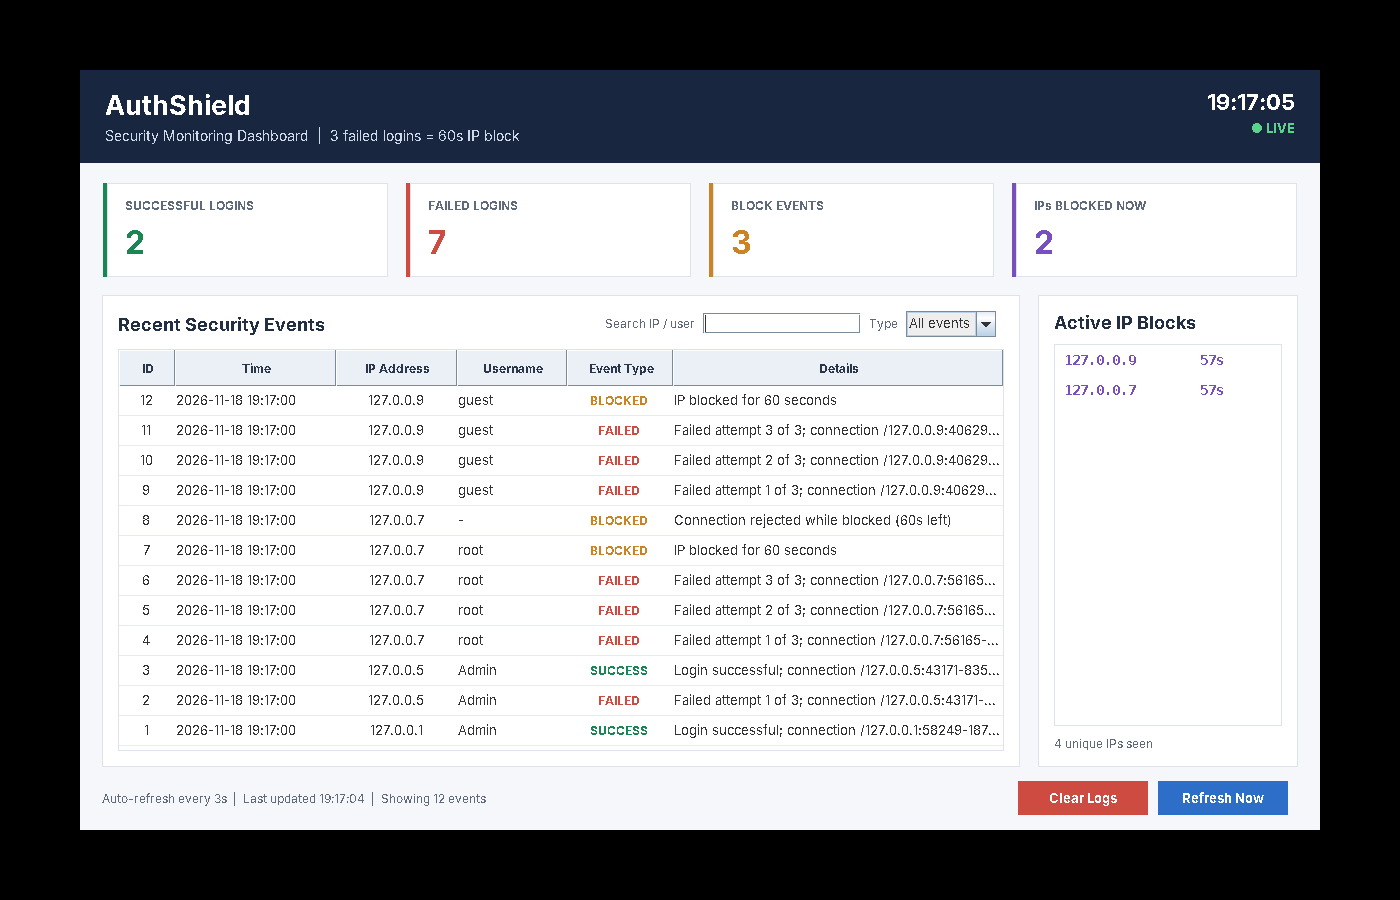 AuthShield
19:17:05
Security Monitoring Dashboard | 3 failed logins = 60s IP block
LIVE
SUCCESSFUL LOGINS
2
FAILED LOGINS
7
BLOCK EVENTS
3
IPs BLOCKED NOW
2
Recent Security Events
Search IP / user
Type
All events
ID Time IP Address Username Event Type Details
12 2026-11-18 19:17:00 127.0.0.9 guest BLOCKED IP blocked for 60 seconds
11 2026-11-18 19:17:00 127.0.0.9 guest FAILED Failed attempt 3 of 3; connection /127.0.0.9:40629...
10 2026-11-18 19:17:00 127.0.0.9 guest FAILED Failed attempt 2 of 3; connection /127.0.0.9:40629...
9 2026-11-18 19:17:00 127.0.0.9 guest FAILED Failed attempt 1 of 3; connection /127.0.0.9:40629...
8 2026-11-18 19:17:00 127.0.0.7 - BLOCKED Connection rejected while blocked (60s left)
7 2026-11-18 19:17:00 127.0.0.7 root BLOCKED IP blocked for 60 seconds
6 2026-11-18 19:17:00 127.0.0.7 root FAILED Failed attempt 3 of 3; connection /127.0.0.7:56165...
5 2026-11-18 19:17:00 127.0.0.7 root FAILED Failed attempt 2 of 3; connection /127.0.0.7:56165...
4 2026-11-18 19:17:00 127.0.0.7 root FAILED Failed attempt 1 of 3; connection /127.0.0.7:56165-...
3 2026-11-18 19:17:00 127.0.0.5 Admin SUCCESS Login successful; connection /127.0.0.5:43171-835...
2 2026-11-18 19:17:00 127.0.0.5 Admin FAILED Failed attempt 1 of 3; connection /127.0.0.5:43171-...
1 2026-11-18 19:17:00 127.0.0.1 Admin SUCCESS Login successful; connection /127.0.0.1:58249-187...
Active IP Blocks
127.0.0.9 57s
127.0.0.7 57s
4 unique IPs seen
Auto-refresh every 3s | Last updated 19:17:04 | Showing 12 events
Clear Logs
Refresh Now